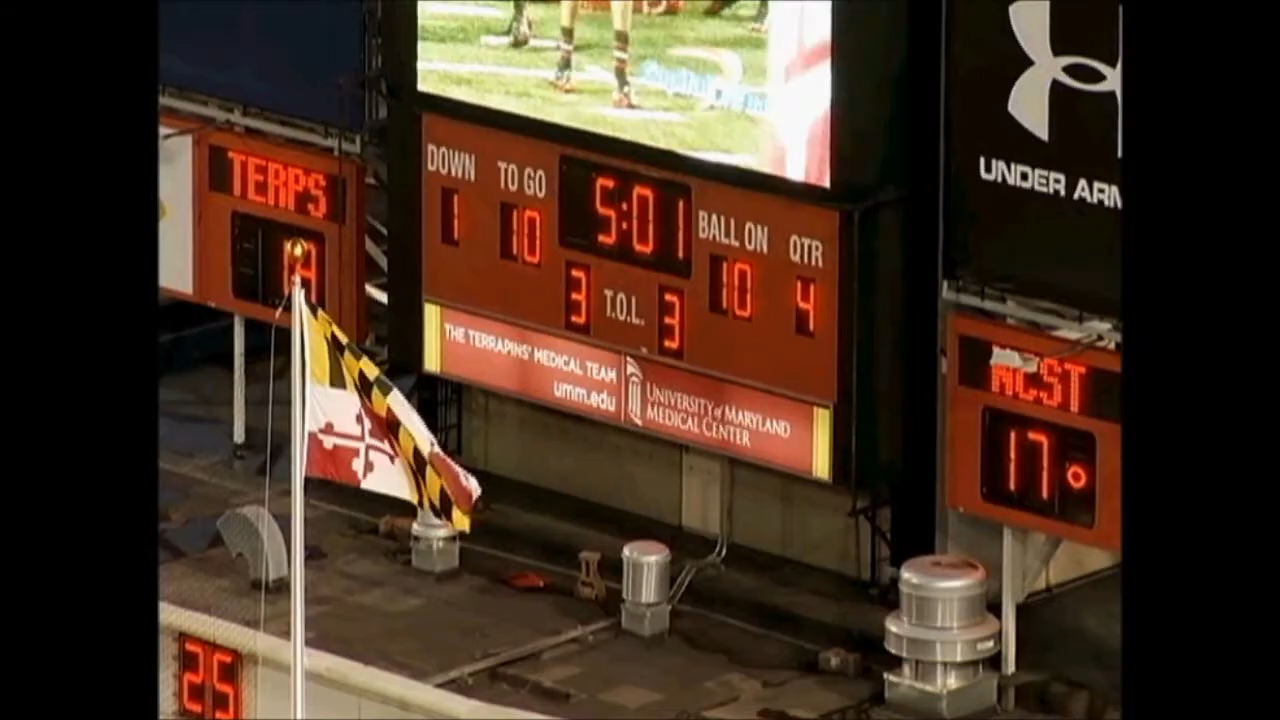 TERPS
14
DOWN
1
TO GO
10
5:01
BALL ON
10
QTR
4
3 T.O.L. 3
THE TERRAPINS' MEDICAL TEAM
umm.edu
UNIVERSITY of MARYLAND
MEDICAL CENTER
UNDER ARM
NCST
17
25